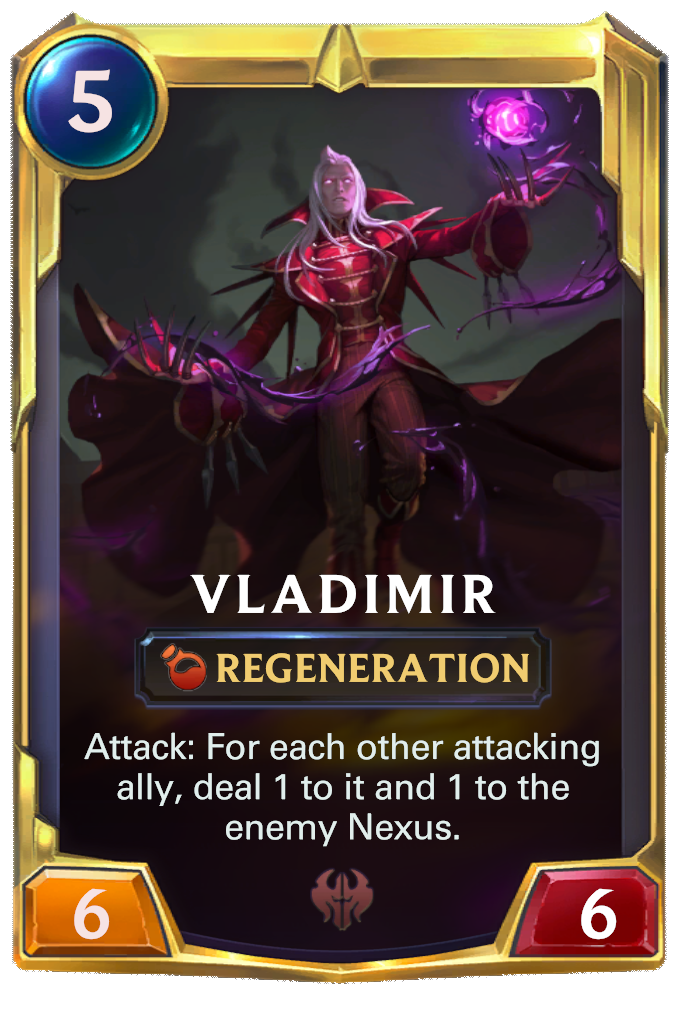 5
VLADIMIR
REGENERATION
Attack: For each other attacking
ally, deal 1 to it and 1 to the
enemy Nexus.
6
6